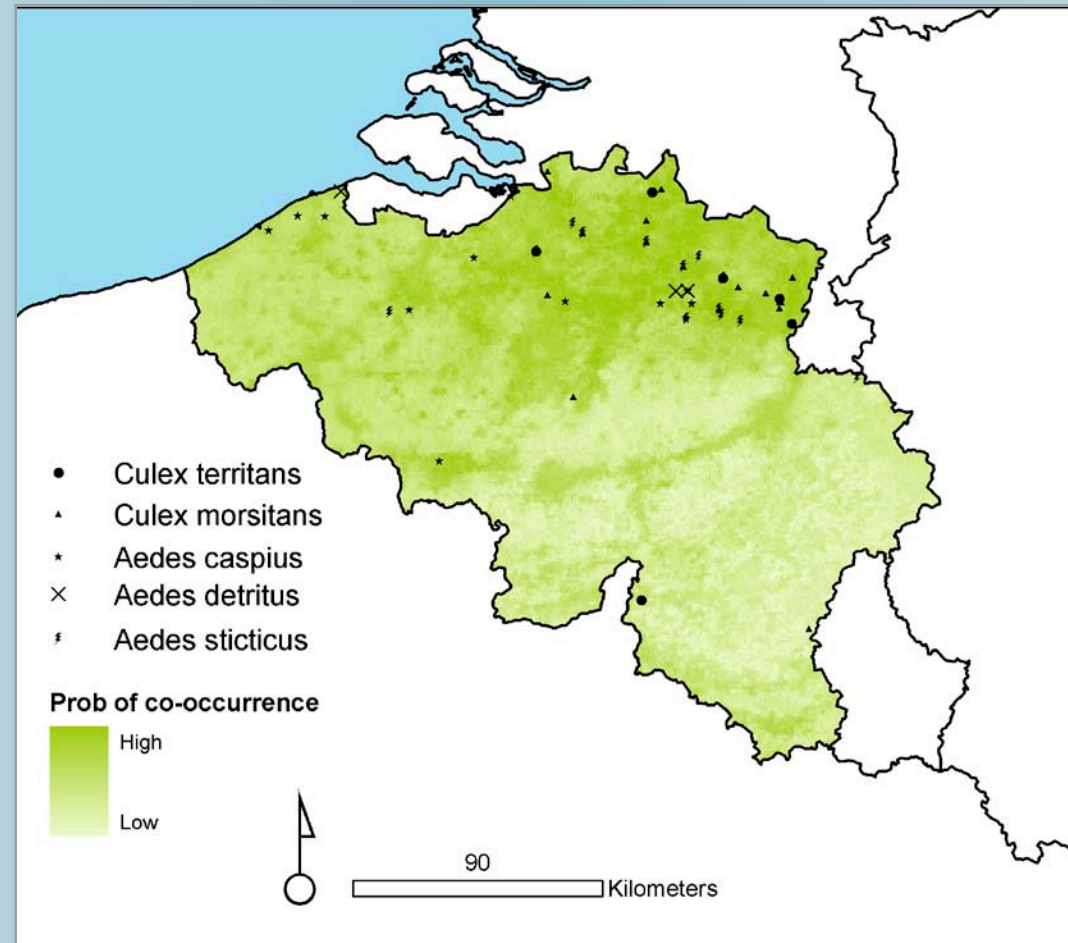 Culex territans
Culex morsitans
Aedes caspius
Aedes detritus
Aedes sticticus
Prob of co-occurrence
High
Low
90
Kilometers